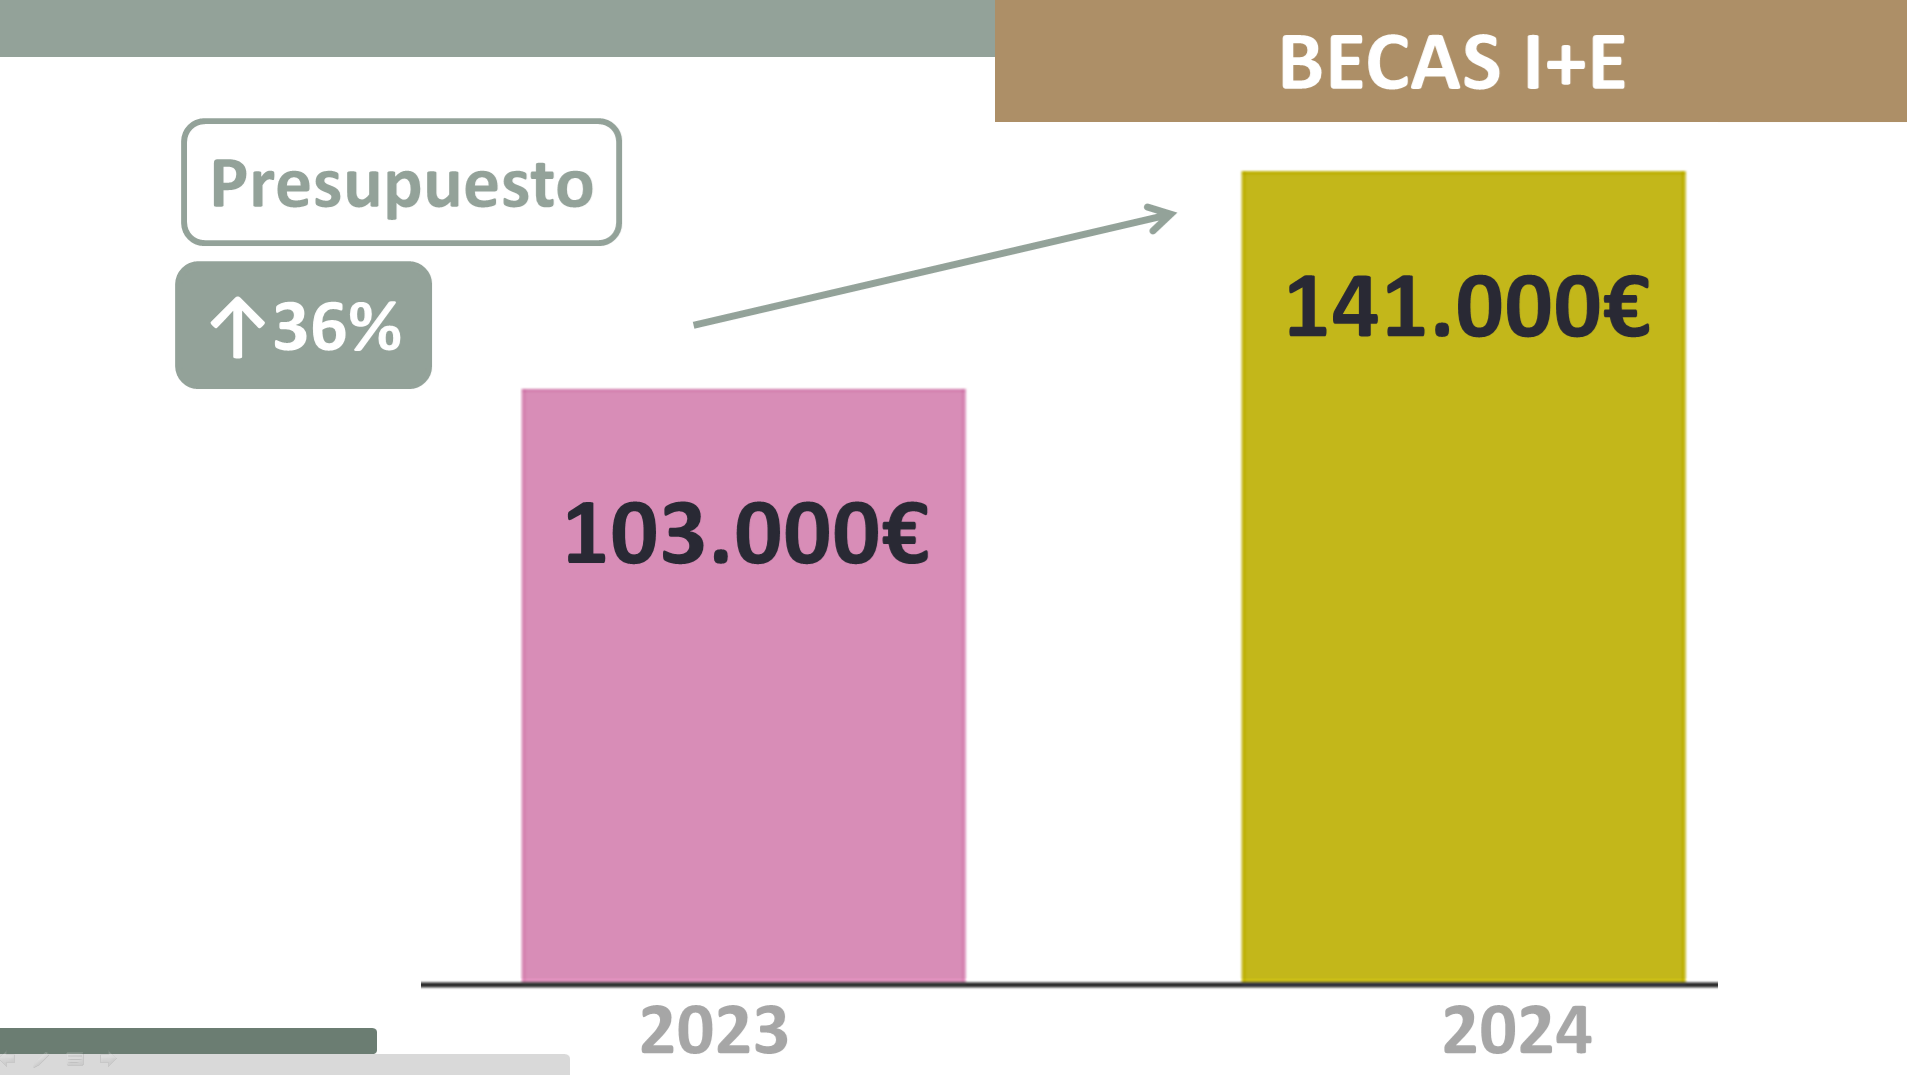 BECAS I+E
Presupuesto
↑36%
141.000€
103.000€
2023
2024